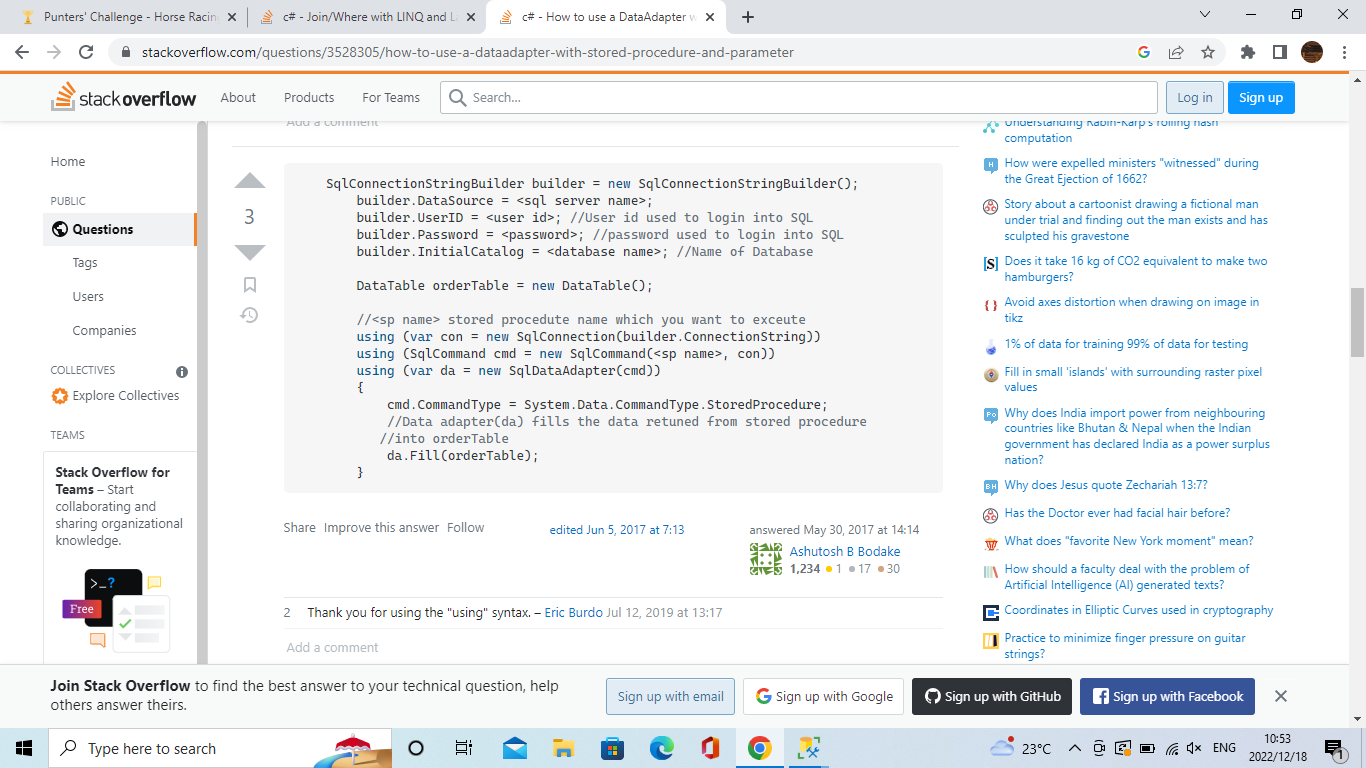 Punters' Challenge - Horse Racin
c# - Join/Where with LINQ and L
c# - How to use a DataAdapter w
stackoverflow.com/questions/3528305/how-to-use-a-dataadapter-with-stored-procedure-and-parameter
stackoverflow
About
Products
For Teams
Search...
Log in
Sign up
Home
PUBLIC
Questions
Tags
Users
Companies
COLLECTIVES
Explore Collectives
TEAMS
Stack Overflow for
Teams – Start
collaborating and
sharing organizational
knowledge.
>_?
Free
Add a comment
3
SqlConnectionStringBuilder builder = new SqlConnectionStringBuilder();
builder.DataSource = <sql server name>;
builder.UserID = <user id>; //User id used to login into SQL
builder.Password = <password>; //password used to login into SQL
builder.InitialCatalog = <database name>; //Name of Database
DataTable orderTable = new DataTable();
//<sp name> stored procedute name which you want to exceute
using (var con = new SqlConnection(builder.ConnectionString))
using (SqlCommand cmd = new SqlCommand(<sp name>, con))
using (var da = new SqlDataAdapter(cmd))
{
cmd.CommandType = System.Data.CommandType.StoredProcedure;
//Data adapter(da) fills the data retuned from stored procedure
//into orderTable
da.Fill(orderTable);
}
Share Improve this answer Follow
edited Jun 5, 2017 at 7:13
answered May 30, 2017 at 14:14
Ashutosh B Bodake
1,234 1 17 30
2 Thank you for using the "using" syntax. – Eric Burdo Jul 12, 2019 at 13:17
Add a comment
Understanding Rabin-Karp's rolling hash
computation
How were expelled ministers "witnessed" during
the Great Ejection of 1662?
Story about a cartoonist drawing a fictional man
under trial and finding out the man exists and has
sculpted his gravestone
Does it take 16 kg of CO2 equivalent to make two
hamburgers?
Avoid axes distortion when drawing on image in
tikz
1% of data for training 99% of data for testing
Fill in small 'islands' with surrounding raster pixel
values
Why does India import power from neighbouring
countries like Bhutan & Nepal when the Indian
government has declared India as a power surplus
nation?
Why does Jesus quote Zechariah 13:7?
Has the Doctor ever had facial hair before?
What does "favorite New York moment" mean?
How should a faculty deal with the problem of
Artificial Intelligence (AI) generated texts?
Coordinates in Elliptic Curves used in cryptography
Practice to minimize finger pressure on guitar
strings?
Join Stack Overflow to find the best answer to your technical question, help
others answer theirs.
Sign up with email
Sign up with Google
Sign up with GitHub
Sign up with Facebook
Type here to search
23°C
ENG
10:53
2022/12/18
1